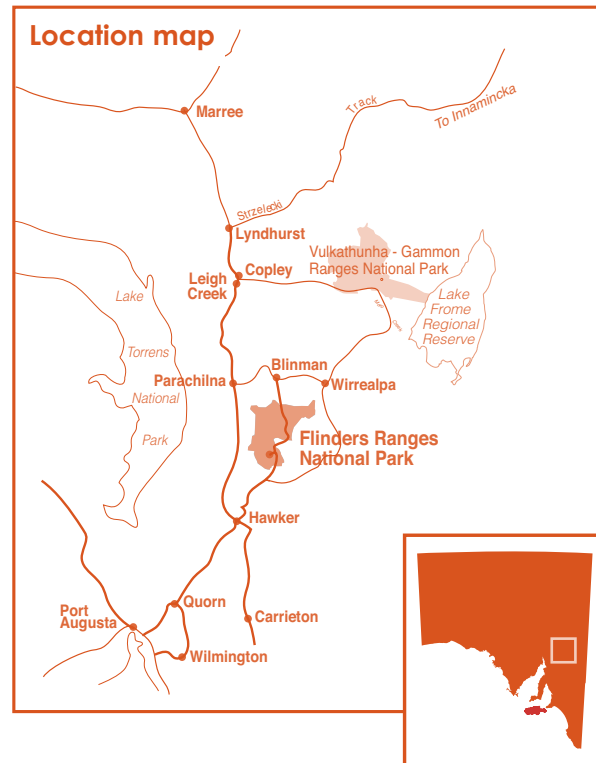 Location map
Marree
Track
To Innamincka
Strzelecki
Lyndhurst
Vulkathunha - Gammon
Ranges National Park
Copley
Leigh
Creek
Lake
Frome
Regional
Reserve
Lake
Torrens
National
Park
Blinman
Parachilna
Wirrealpa
Flinders Ranges
National Park
Hawker
Quorn
Port
Augusta
Carrieton
Wilmington